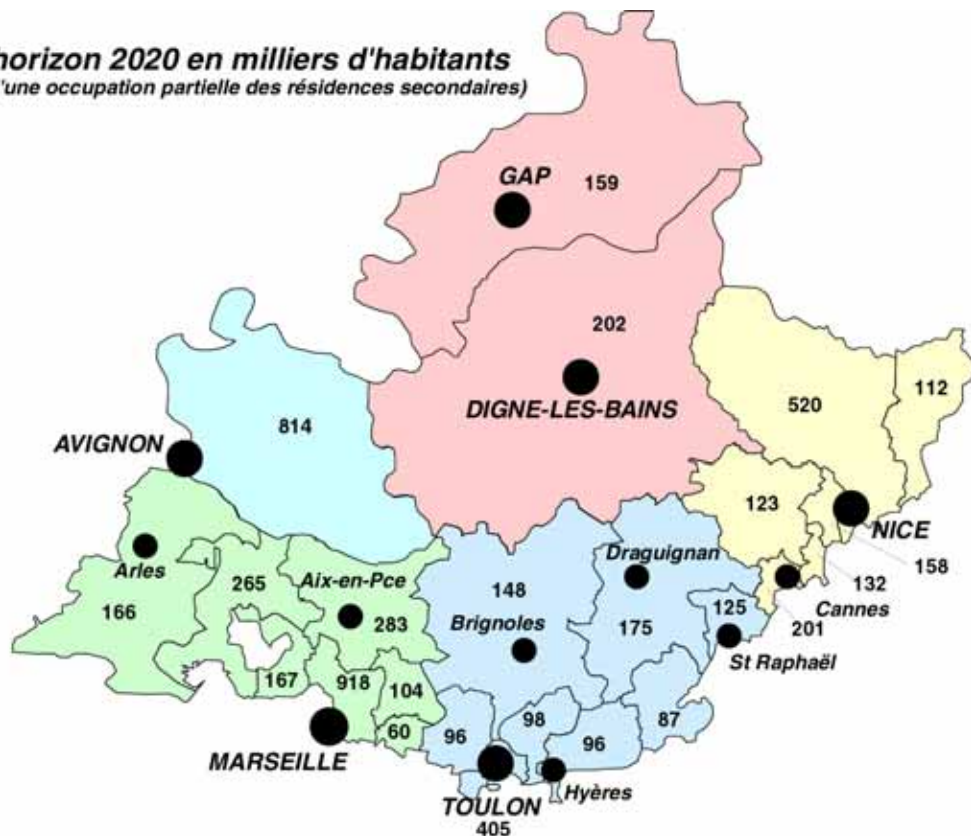 horizon 2020 en milliers d'habitants
'une occupation partielle des résidences secondaires)
GAP
159
202
DIGNE-LES-BAINS
520
112
814
AVIGNON
123
NICE
Arles
265
Aix-en-Pce
148
Draguignan
158
132
Cannes
166
283
Brignoles
175
125
201
St Raphaël
167
918
104
87
60
96
98
96
MARSEILLE
TOULON
Hyères
405